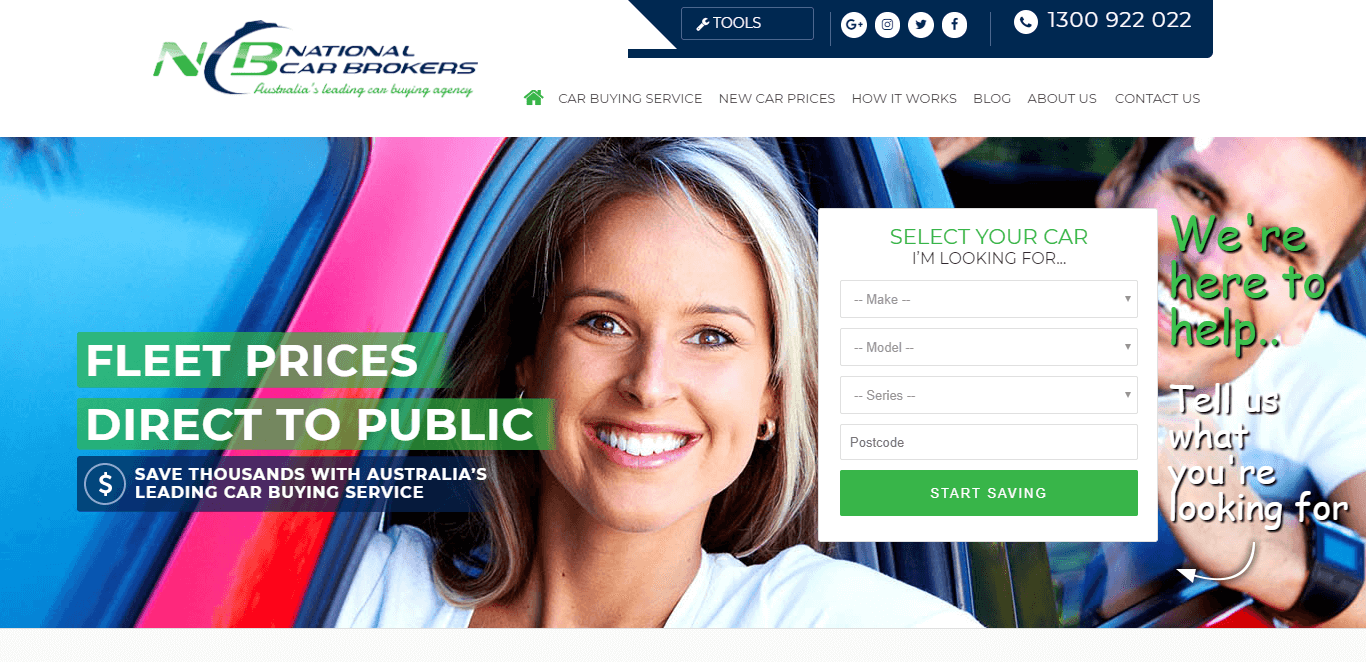 TOOLS
1300 922 022
NCB NATIONAL
CAR BROKERS
Australia's leading car buying agency
CAR BUYING SERVICE NEW CAR PRICES HOW IT WORKS BLOG ABOUT US CONTACT US
FLEET PRICES
DIRECT TO PUBLIC
$
SAVE THOUSANDS WITH AUSTRALIA'S
LEADING CAR BUYING SERVICE
SELECT YOUR CAR
I'M LOOKING FOR...
-- Make --
-- Model --
-- Series --
Postcode
START SAVING
We're
here to
help..
Tell us
what
you're
looking for